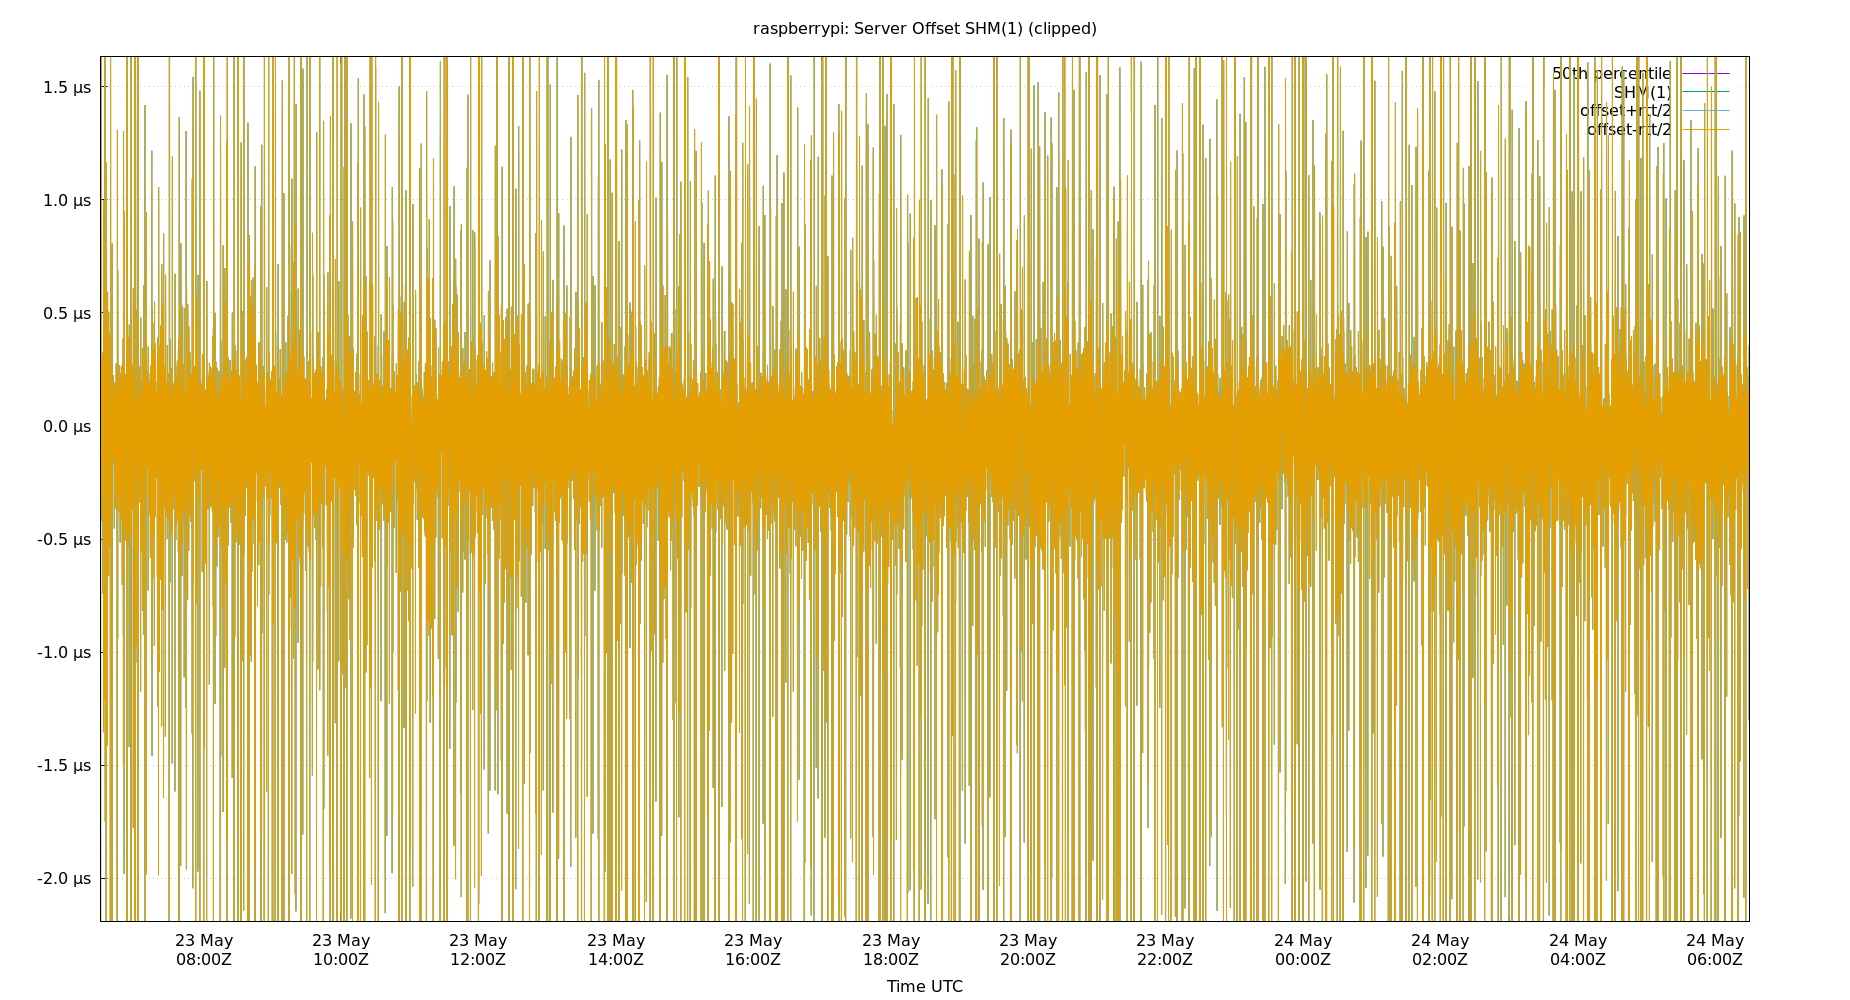 raspberrypi: Server Offset SHM(1) (clipped)
50th percentile
SHM(1)
offset+rtt/2
offset-rtt/2
1.5 µs
1.0 µs
0.5 µs
0.0 µs
-0.5 µs
-1.0 µs
-1.5 µs
-2.0 µs
23 May 23 May 23 May 23 May 23 May 23 May 23 May 23 May 24 May 24 May 24 May 24 May
08:00Z 10:00Z 12:00Z 14:00Z 16:00Z 18:00Z 20:00Z 22:00Z 00:00Z 02:00Z 04:00Z 06:00Z
Time UTC